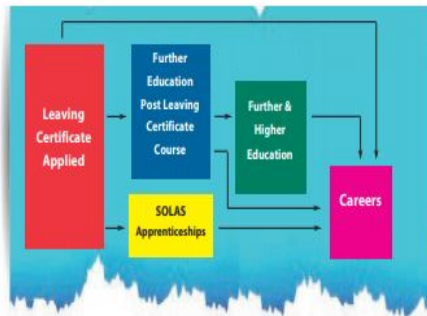 Leaving
Certificate
Applied
Further
Education
Post Leaving
Certificate
Course
SOLAS
Apprenticeships
Further &
Higher
Education
Careers